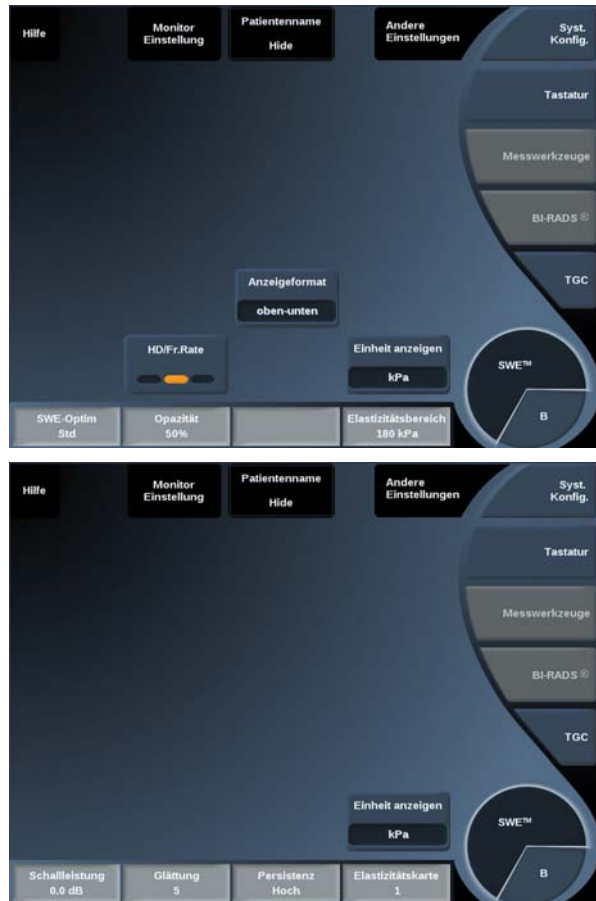 Hilfe
Monitor
Einstellung
Patientenname
Hide
Andere
Einstellungen
Syst.
Konfig.
Tastatur
Messwerkzeuge
BI-RADS ®
TGC
Anzeigeformat
oben-unten
HD/Fr.Rate
Einheit anzeigen
kPa
SWE™
B
SWE-Optim
Std
Opazität
50%
Elastizitätsbereich
180 kPa
Hilfe
Monitor
Einstellung
Patientenname
Hide
Andere
Einstellungen
Syst.
Konfig.
Tastatur
Messwerkzeuge
BI-RADS ®
TGC
Einheit anzeigen
kPa
SWE™
B
Schallleistung
0.0 dB
Glättung
5
Persistenz
Hoch
Elastizitätskarte
1